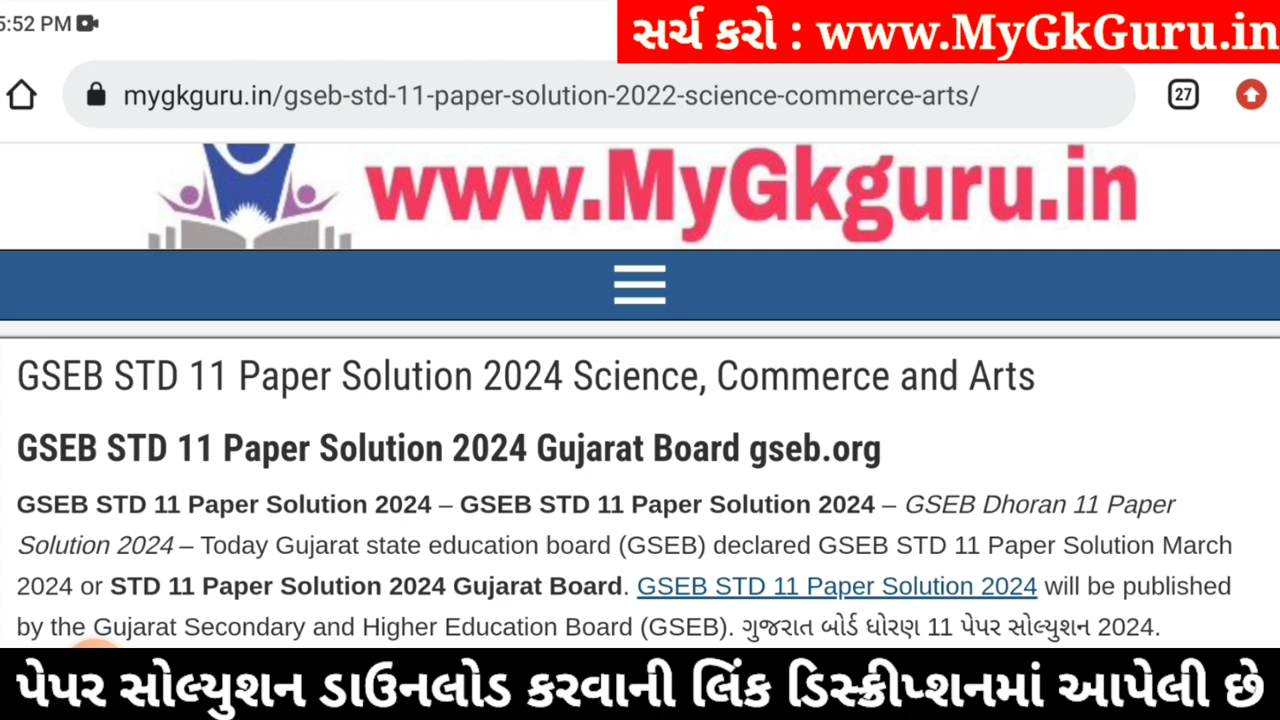 5:52 PM
સર્ચ કરો : www.MyGkGuru.in
mygkguru.in/gseb-std-11-paper-solution-2022-science-commerce-arts/
27
www.MyGkguru.in
GSEB STD 11 Paper Solution 2024 Science, Commerce and Arts
GSEB STD 11 Paper Solution 2024 Gujarat Board gseb.org
GSEB STD 11 Paper Solution 2024 – GSEB STD 11 Paper Solution 2024 – GSEB Dhoran 11 Paper
Solution 2024 – Today Gujarat state education board (GSEB) declared GSEB STD 11 Paper Solution March
2024 or STD 11 Paper Solution 2024 Gujarat Board. GSEB STD 11 Paper Solution 2024 will be published
by the Gujarat Secondary and Higher Education Board (GSEB). ગુજરાત બોર્ડ ધોરણ 11 પેપર સોલ્યુશન 2024.
પેપર સોલ્યુશન ડાઉનલોડ કરવાની લિંક ડિસ્ક્રીપ્શનમાં આપેલી છે